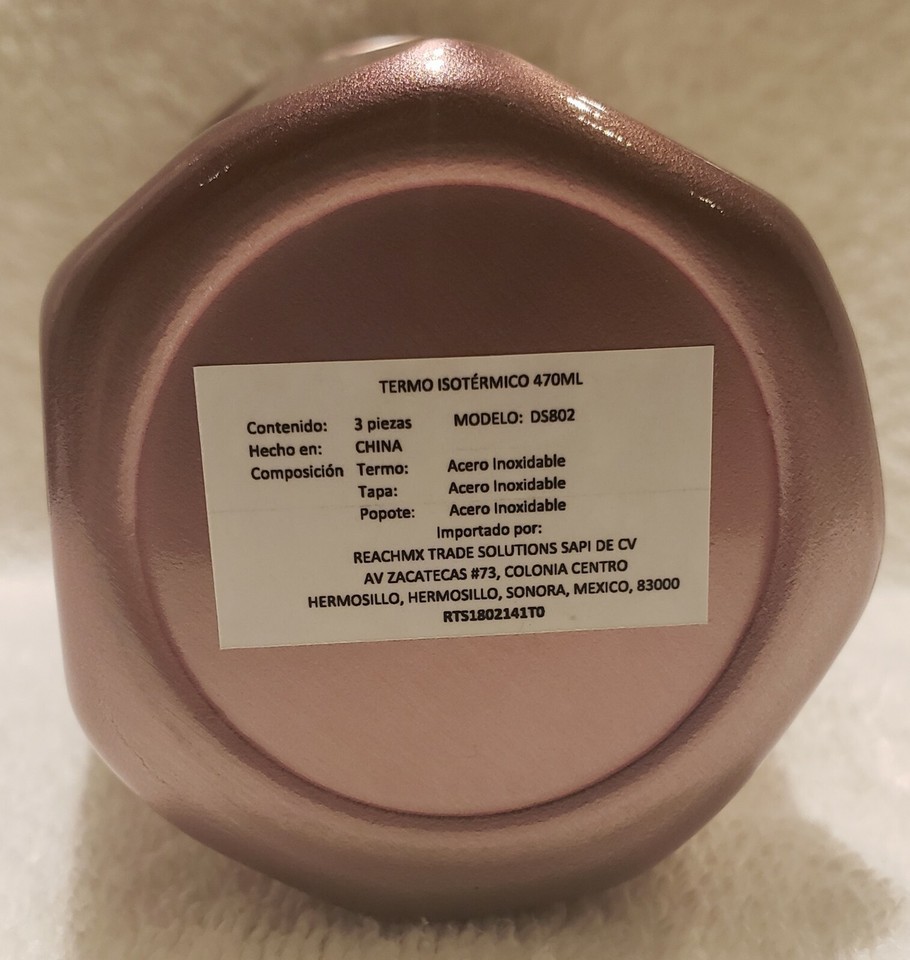 TERMO ISOTÉRMICO 470ML
Contenido: 3 piezas MODELO: DS802
Hecho en: CHINA
Composición Termo: Acero Inoxidable
Tapa: Acero Inoxidable
Popote: Acero Inoxidable
Importado por:
REACHMX TRADE SOLUTIONS SAPI DE CV
AV ZACATECAS #73, COLONIA CENTRO
HERMOSILLO, HERMOSILLO, SONORA, MEXICO, 83000
RTS1802141T0